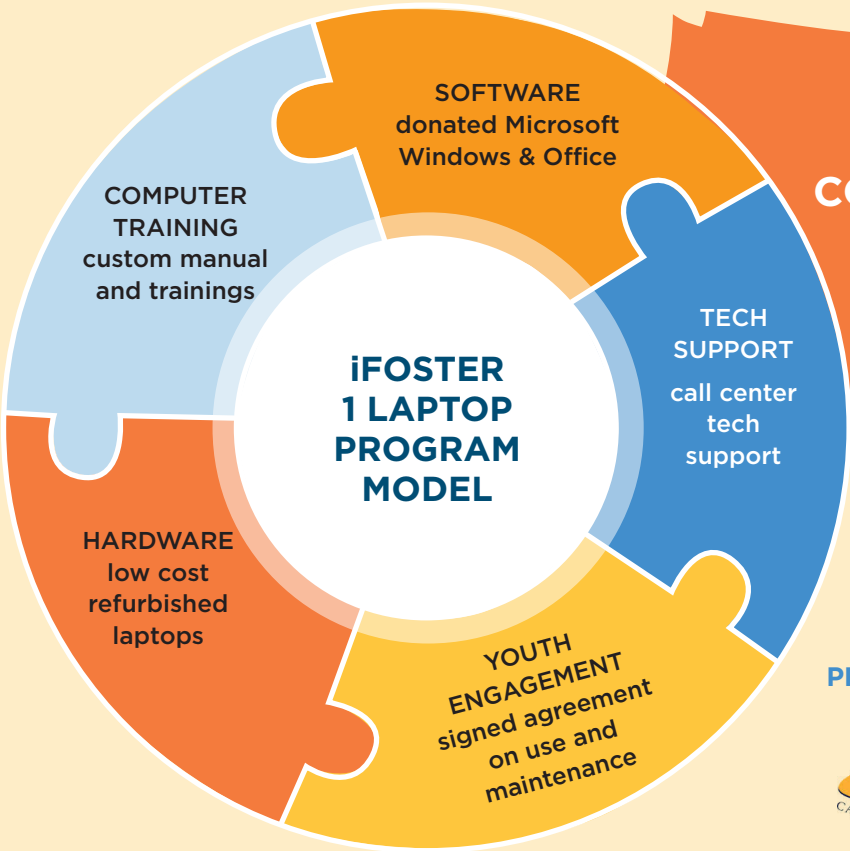 SOFTWARE
donated Microsoft
Windows & Office
COMPUTER
TRAINING
custom manual
and trainings
TECH
SUPPORT
call center
tech
support
iFOSTER
1 LAPTOP
PROGRAM
MODEL
HARDWARE
low cost
refurbished
laptops
YOUTH
ENGAGEMENT
signed agreement
on use and
maintenance